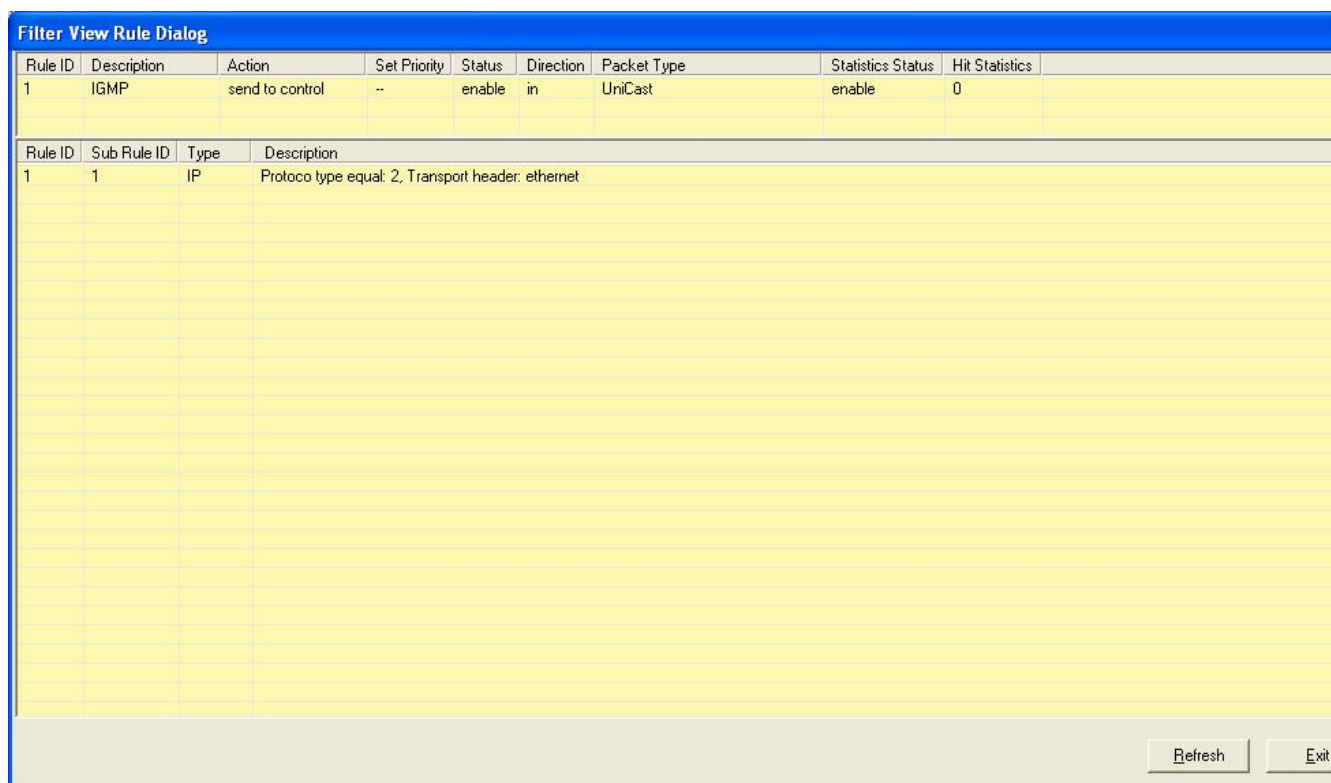 Filter View Rule Dialog
Rule ID Description Action Set Priority Status Direction Packet Type Statistics Status Hit Statistics
1 IGMP send to control -- enable in UniCast enable 0
Rule ID Sub Rule ID Type Description
1 1 IP Protoco type equal: 2, Transport header: ethernet
Refresh Exit